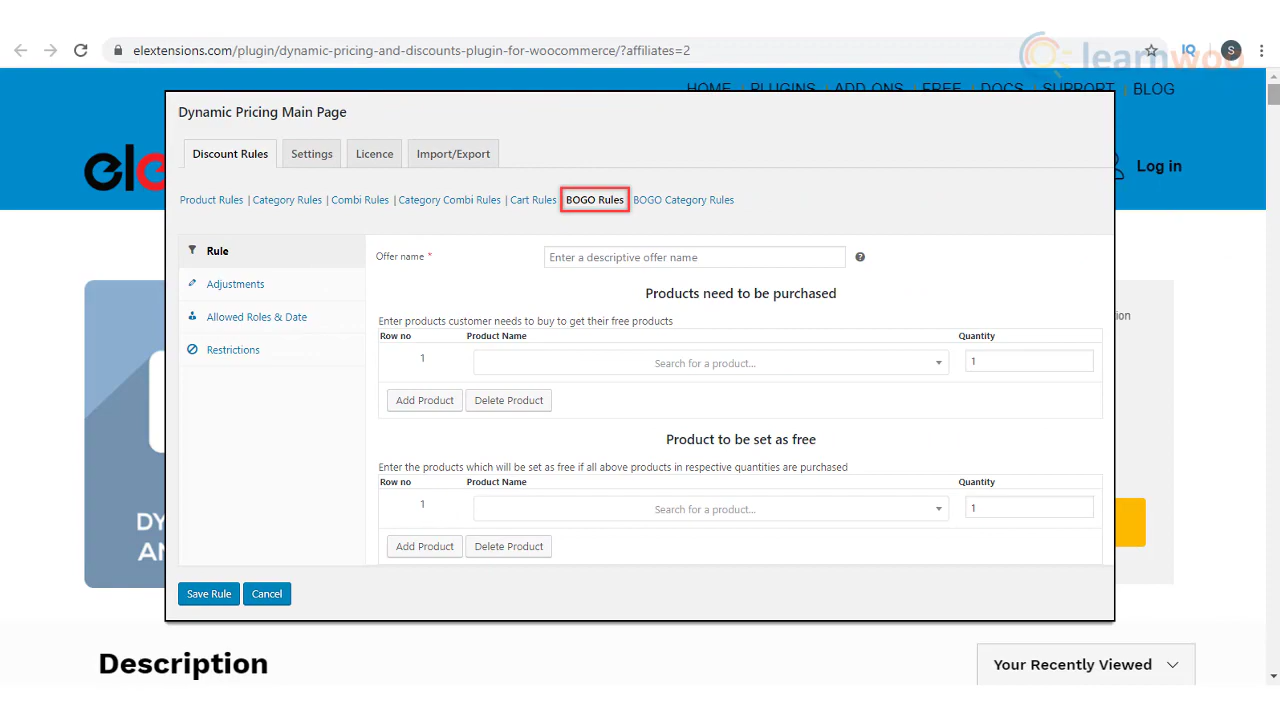 elextensions.com/plugin/dynamic-pricing-and-discounts-plugin-for-woocommerce/?affiliates=2
IQ
S
learnwoo
HOME PLUGINS ADD ONS FREE DOCS SUPPORT BLOG
Dynamic Pricing Main Page
Discount Rules Settings Licence Import/Export
Log in
Product Rules | Category Rules | Combi Rules | Category Combi Rules | Cart Rules BOGO Rules BOGO Category Rules
Rule
Adjustments
Allowed Roles & Date
Restrictions
Offer name * Enter a descriptive offer name ?
Products need to be purchased
Enter products customer needs to buy to get their free products
Row no Product Name Quantity
1 Search for a product... 1
Add Product Delete Product
Product to be set as free
Enter the products which will be set as free if all above products in respective quantities are purchased
Row no Product Name Quantity
1 Search for a product... 1
Add Product Delete Product
Save Rule Cancel
Description
Your Recently Viewed